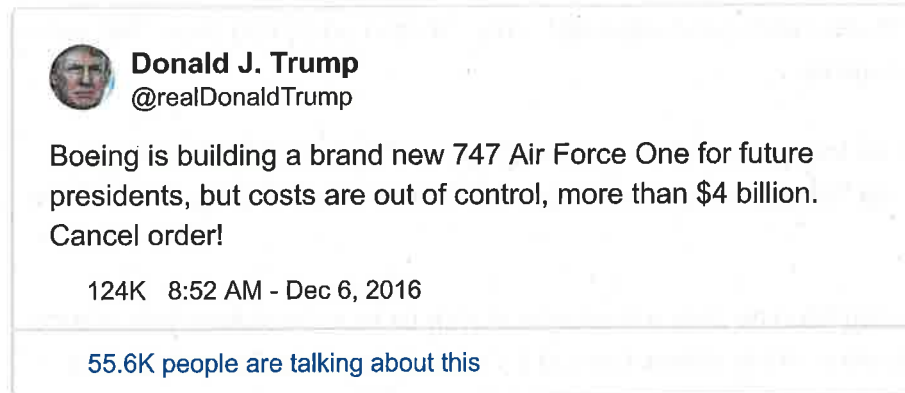 Donald J. Trump
@realDonaldTrump
Boeing is building a brand new 747 Air Force One for future
presidents, but costs are out of control, more than $4 billion.
Cancel order!
124K 8:52 AM - Dec 6, 2016
55.6K people are talking about this